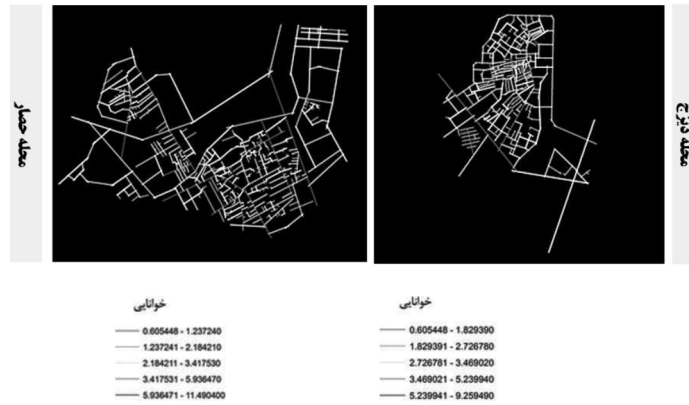 محله دیزج
محله حصار
خوانایی
0.605448 - 1.829390
1.829391 - 2.726780
2.726781 - 3.469020
3.469021 - 5.239940
5.239941 - 9.259490
خوانایی
0.605448 - 1.237240
1.237241 - 2.184210
2.184211 - 3.417530
3.417531 - 5.936470
5.936471 - 11.490400